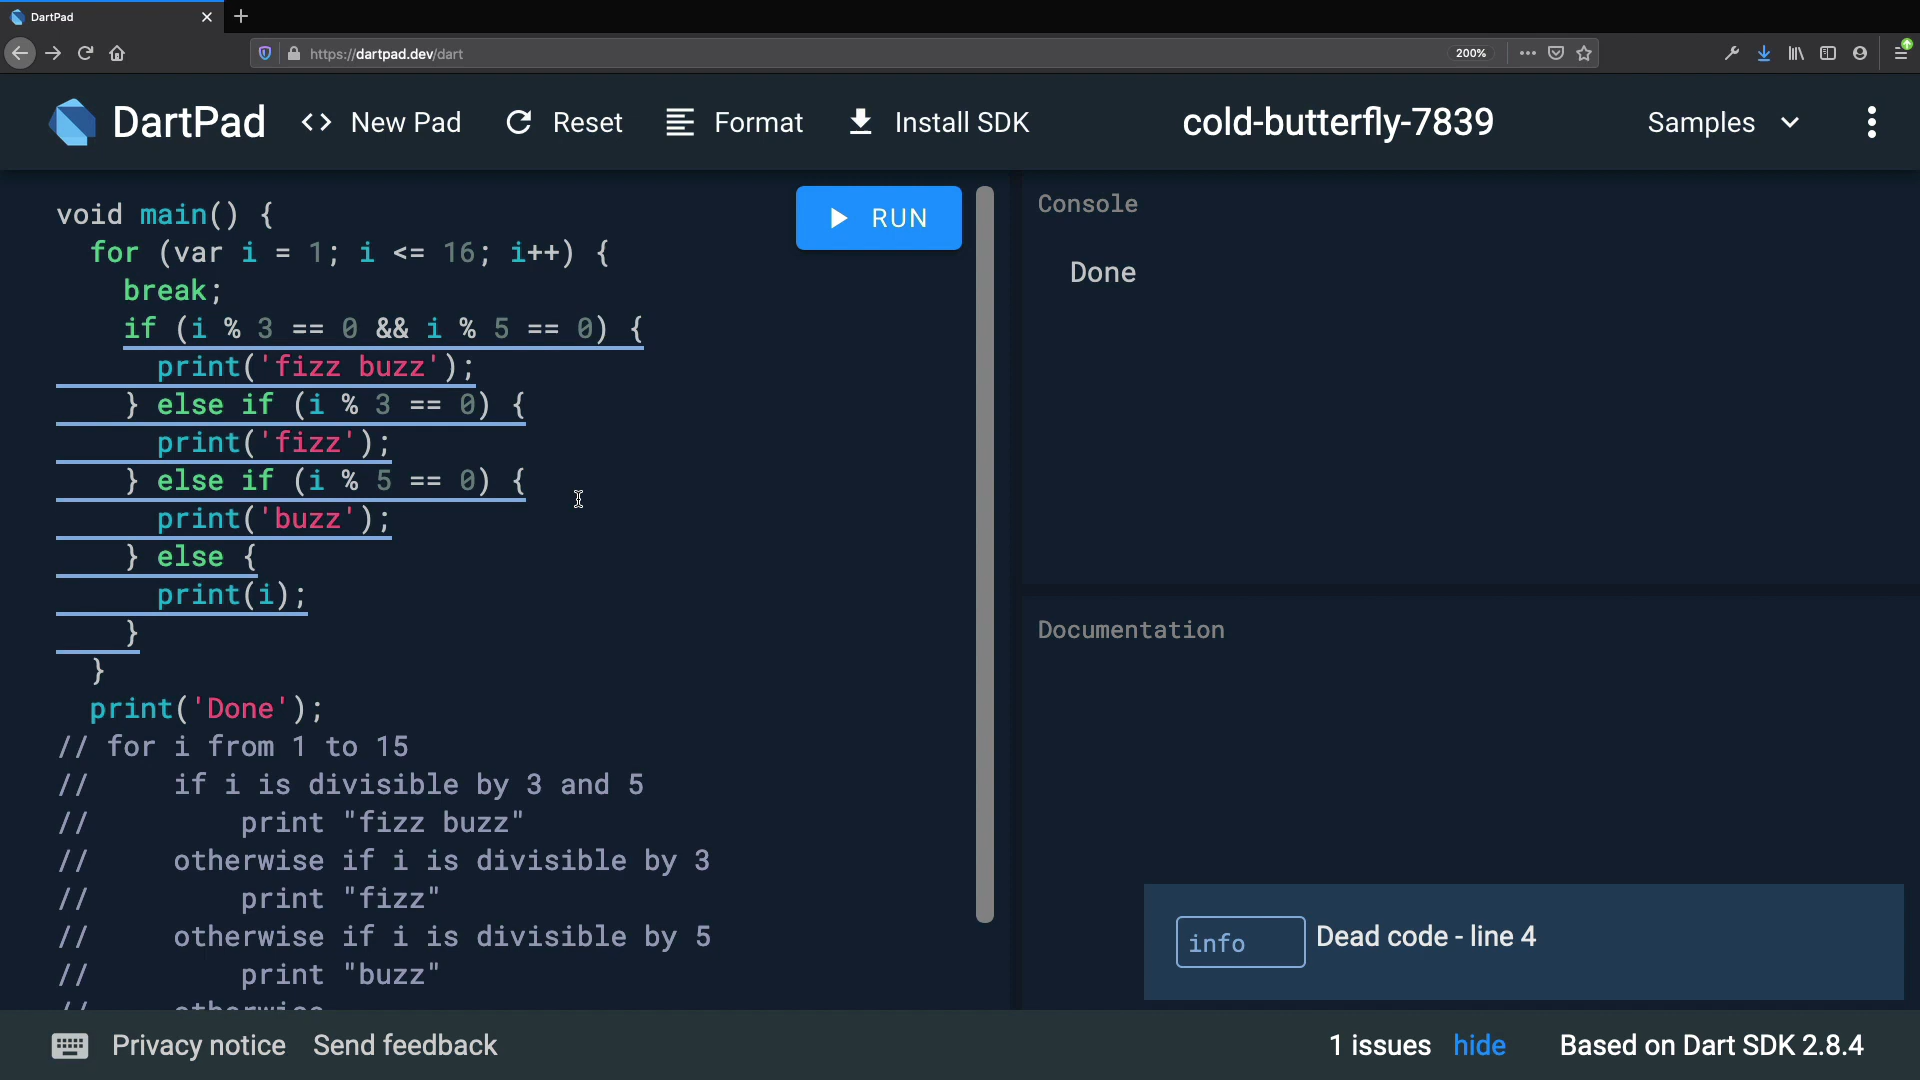 DartPad
https://dartpad.dev/dart
200%
DartPad
<> New Pad
Reset
Format
Install SDK
cold-butterfly-7839
Samples
void main() {
  for (var i = 1; i <= 16; i++) {
    break;
    if (i % 3 == 0 && i % 5 == 0) {
      print('fizz buzz');
    } else if (i % 3 == 0) {
      print('fizz');
    } else if (i % 5 == 0) {
      print('buzz');
    } else {
      print(i);
    }
  }
  print('Done');
// for i from 1 to 15
//     if i is divisible by 3 and 5
//         print "fizz buzz"
//     otherwise if i is divisible by 3
//         print "fizz"
//     otherwise if i is divisible by 5
//         print "buzz"
//     otherwise
RUN
Console
Done
Documentation
info
Dead code - line 4
Privacy notice
Send feedback
1 issues
hide
Based on Dart SDK 2.8.4